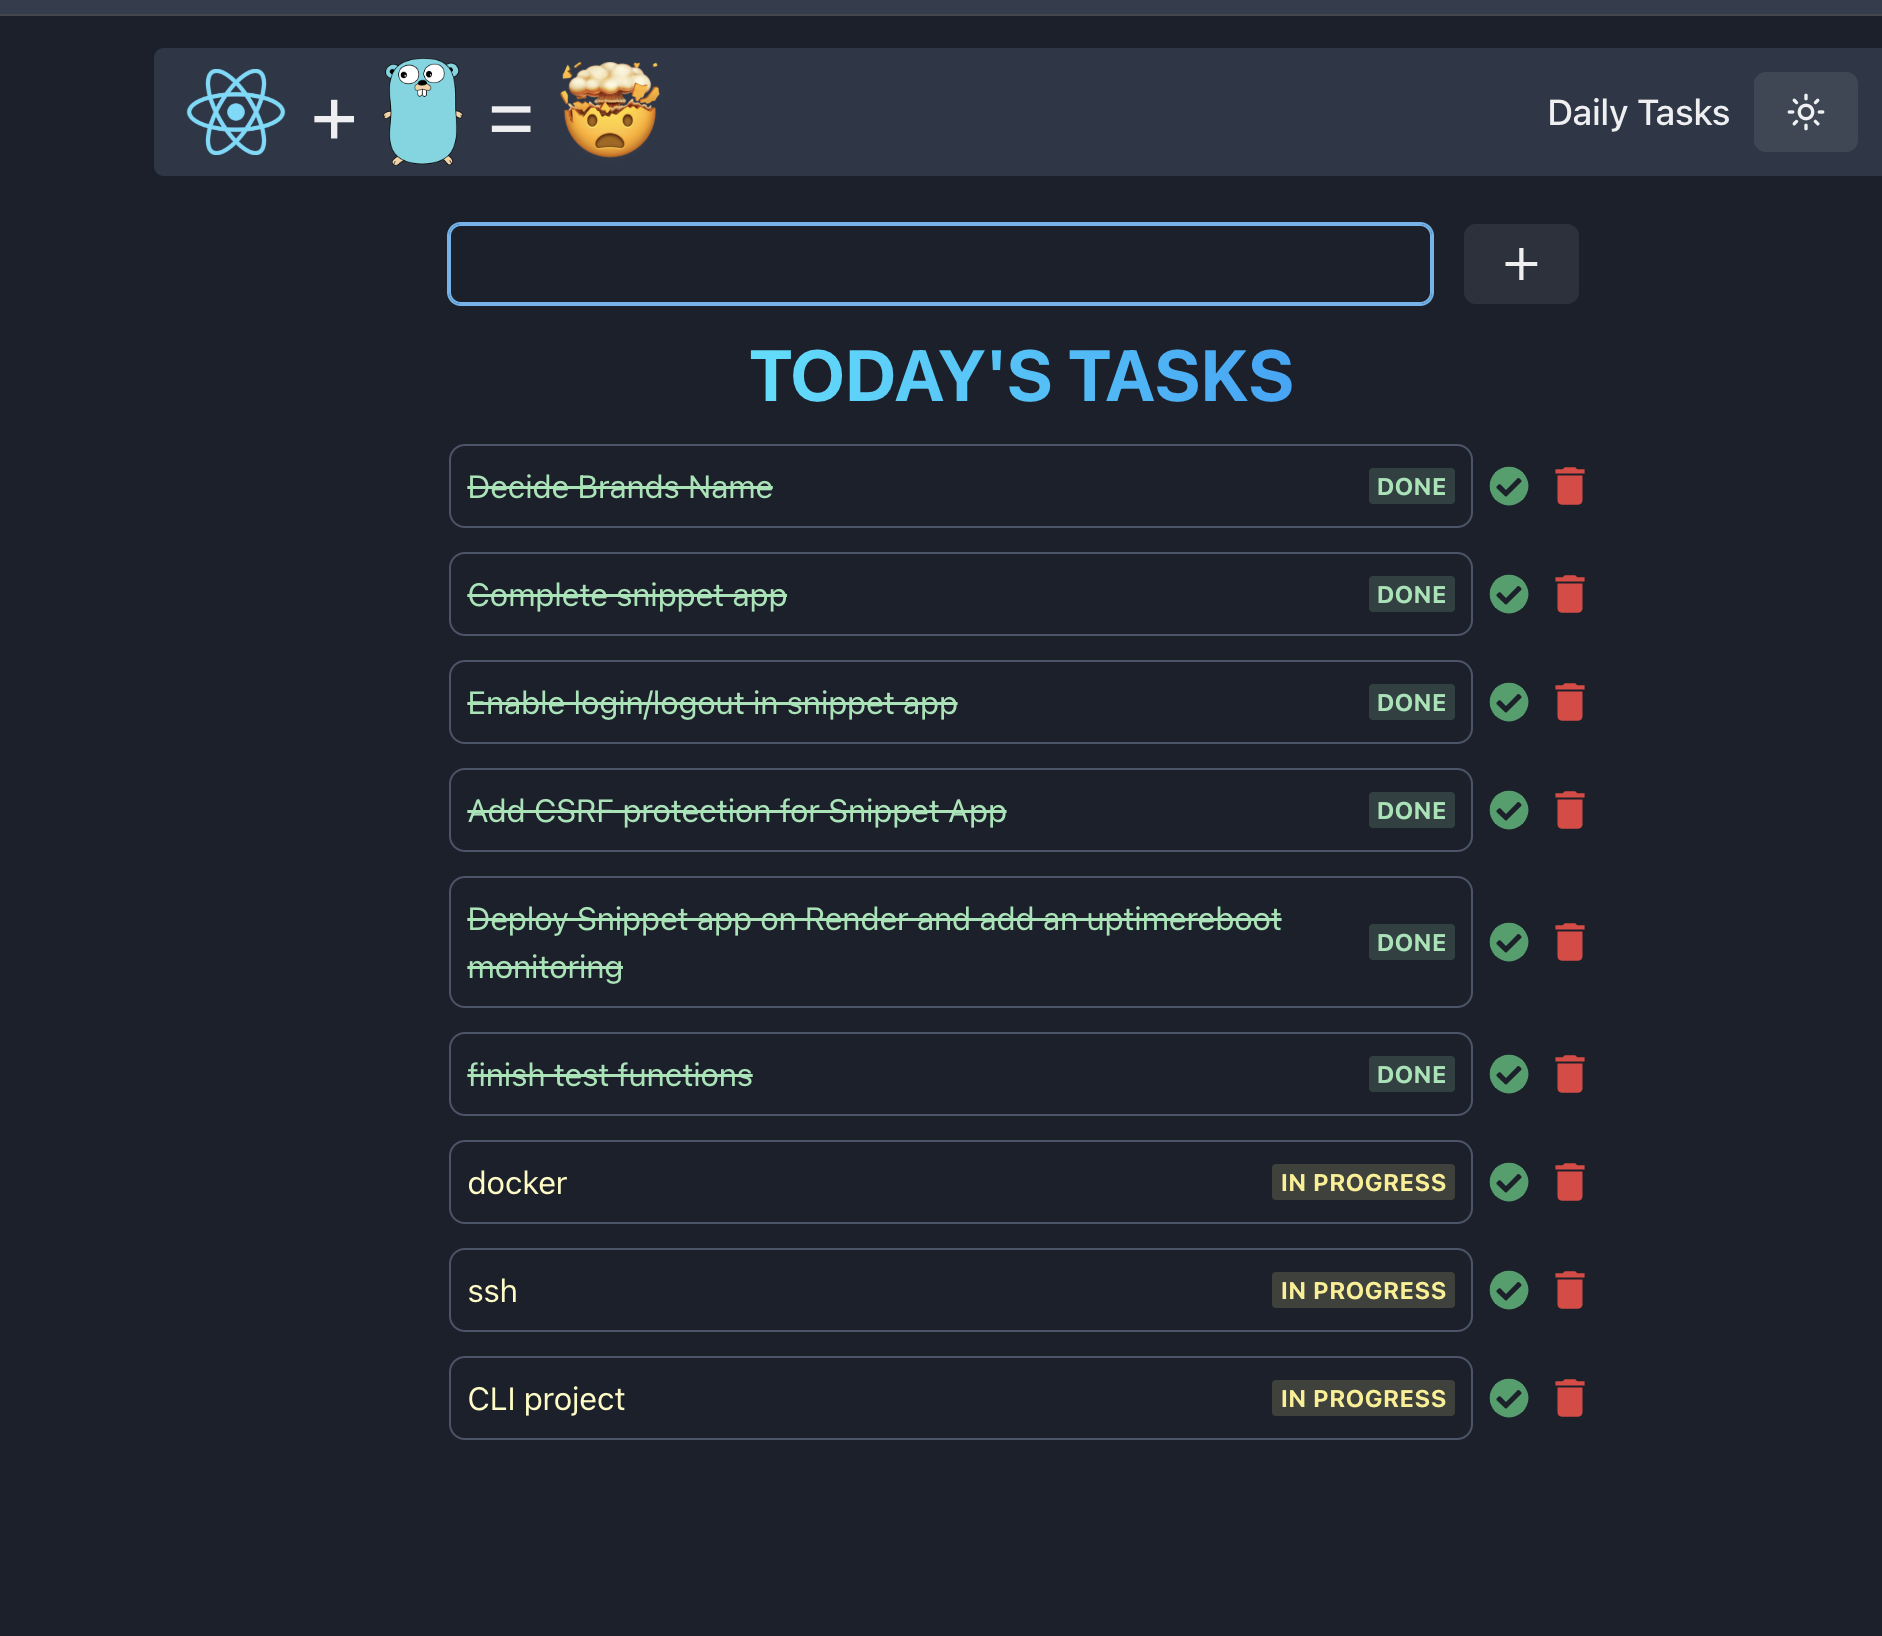 + =
Daily Tasks
+
TODAY'S TASKS
Decide Brands Name DONE
Complete snippet app DONE
Enable login/logout in snippet app DONE
Add CSRF protection for Snippet App DONE
Deploy Snippet app on Render and add an uptimereboot
monitoring
DONE
finish test functions DONE
docker IN PROGRESS
ssh IN PROGRESS
CLI project IN PROGRESS